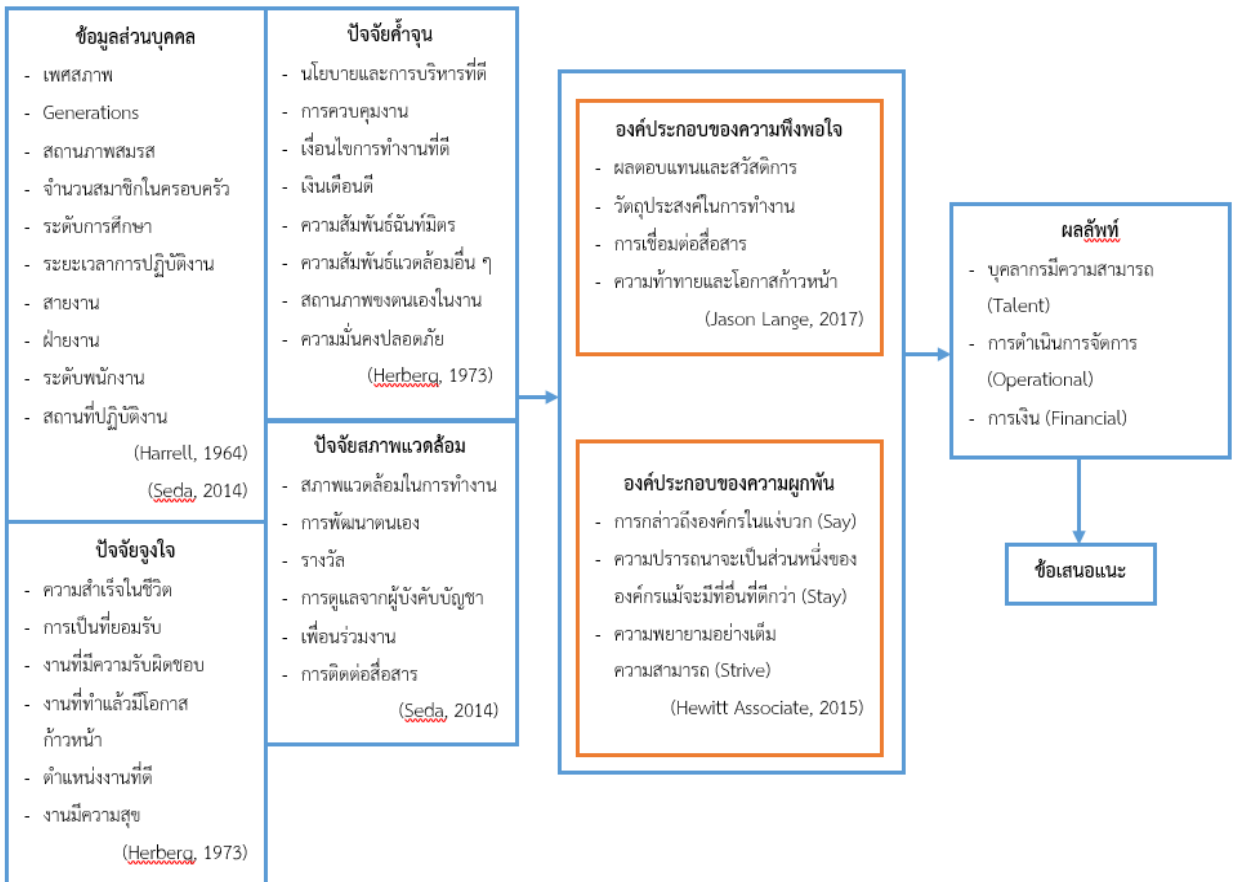 ข้อมูลส่วนบุคคล
- เพศสภาพ
- Generations
- สถานภาพสมรส
- จำนวนสมาชิกในครอบครัว
- ระดับการศึกษา
- ระยะเวลาการปฏิบัติงาน
- สายงาน
- ฝ่ายงาน
- ระดับพนักงาน
- สถานที่ปฏิบัติงาน
(Harrell, 1964)
(Seda, 2014)
ปัจจัยจูงใจ
- ความสำเร็จในชีวิต
- การเป็นที่ยอมรับ
- งานที่มีความรับผิดชอบ
- งานที่ทำแล้วมีโอกาส
ก้าวหน้า
- ตำแหน่งงานที่ดี
- งานมีความสุข
(Herberg, 1973)
ปัจจัยค้ำจุน
- นโยบายและการบริหารที่ดี
- การควบคุมงาน
- เงื่อนไขการทำงานที่ดี
- เงินเดือนดี
- ความสัมพันธ์ฉันท์มิตร
- ความสัมพันธ์แวดล้อมอื่น ๆ
- สถานภาพขงตนเองในงาน
- ความมั่นคงปลอดภัย
(Herberg, 1973)
ปัจจัยสภาพแวดล้อม
- สภาพแวดล้อมในการทำงาน
- การพัฒนาตนเอง
- รางวัล
- การดูแลจากผู้บังคับบัญชา
- เพื่อนร่วมงาน
- การติดต่อสื่อสาร
(Seda, 2014)
องค์ประกอบของความพึงพอใจ
- ผลตอบแทนและสวัสดิการ
- วัตถุประสงค์ในการทำงาน
- การเชื่อมต่อสื่อสาร
- ความท้าทายและโอกาสก้าวหน้า
(Jason Lange, 2017)
องค์ประกอบของความผูกพัน
- การกล่าวถึงองค์กรในแง่บวก (Say)
- ความปรารถนาจะเป็นส่วนหนึ่งของ
องค์กรแม้จะมีที่อื่นที่ดีกว่า (Stay)
- ความพยายามอย่างเต็ม
ความสามารถ (Strive)
(Hewitt Associate, 2015)
ผลลัพท์
- บุคลากรมีความสามารถ
(Talent)
- การดำเนินการจัดการ
(Operational)
- การเงิน (Financial)
ข้อเสนอแนะ